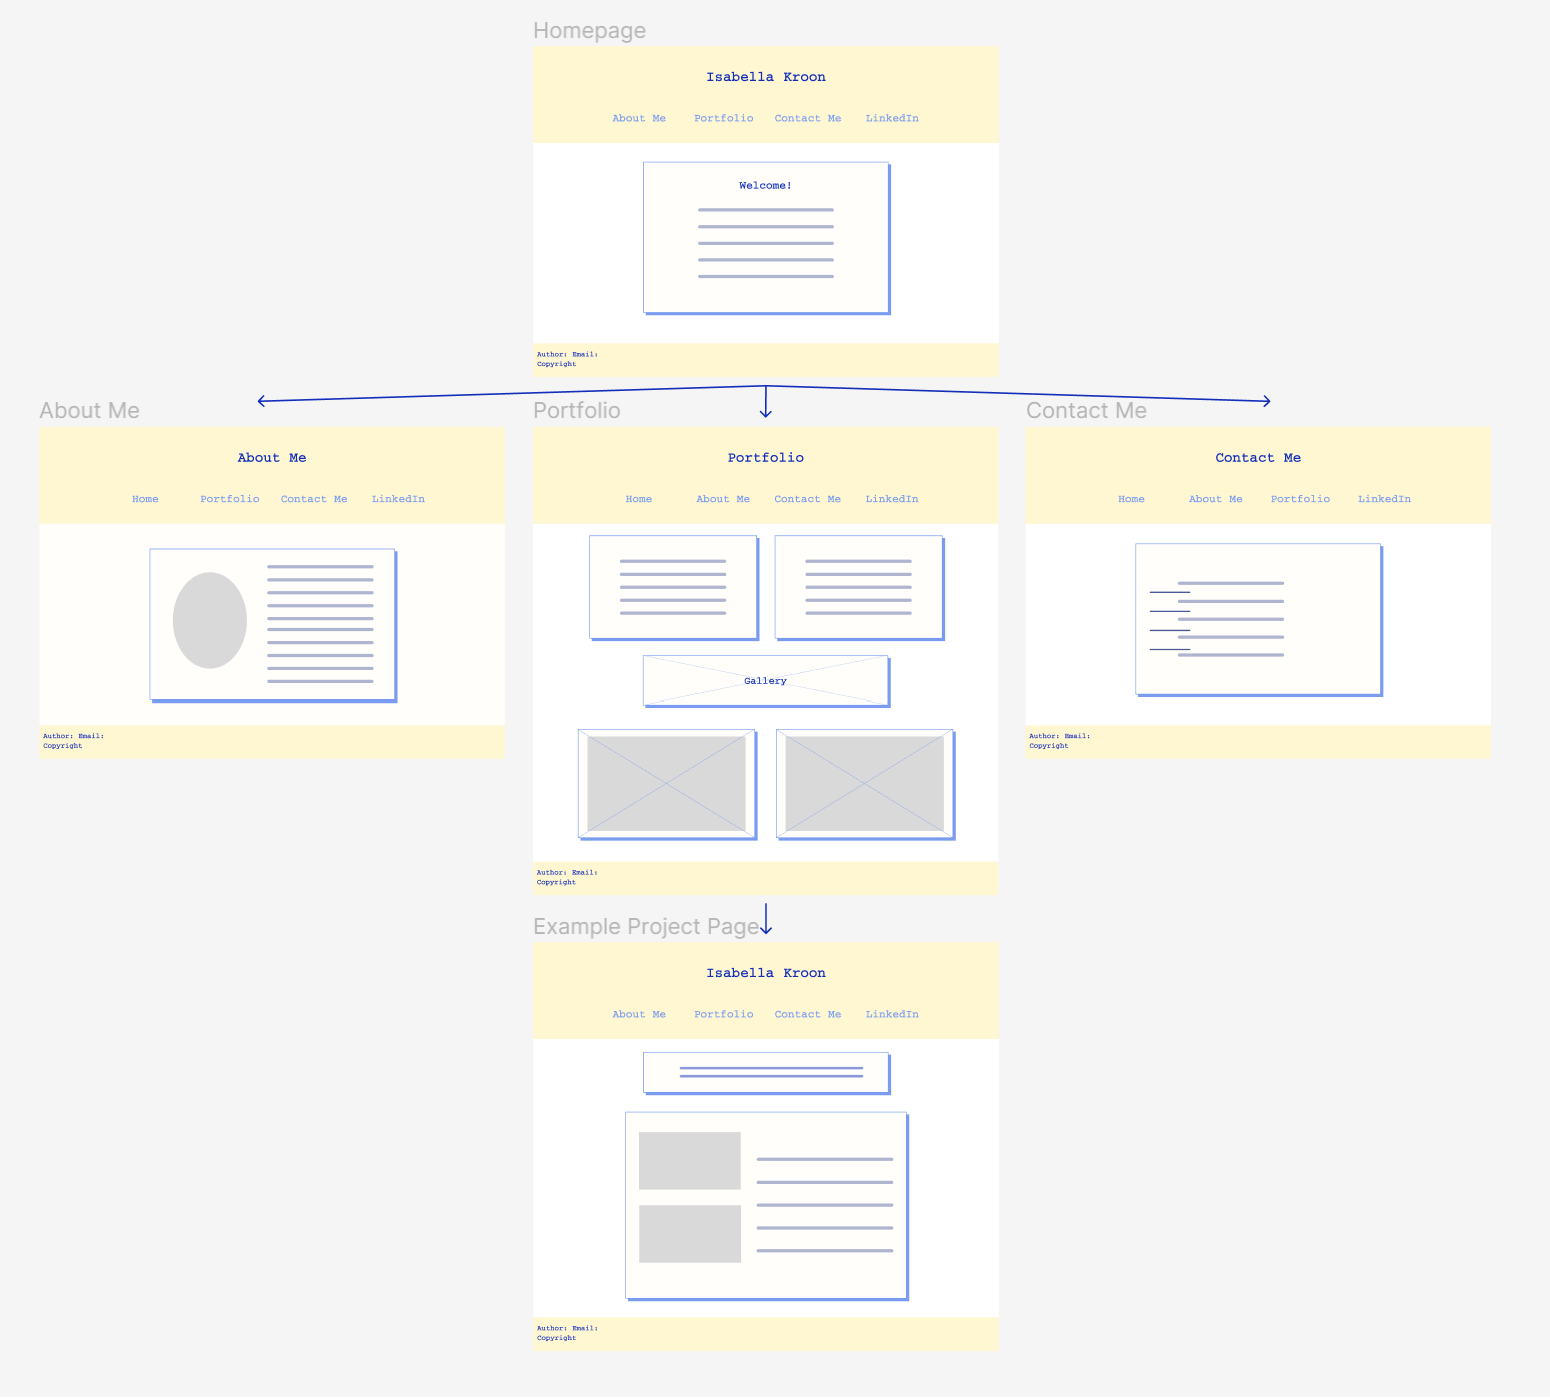 Homepage
Isabella Kroon
About Me Portfolio Contact Me LinkedIn
Welcome!
Author: Email:
Copyright
About Me
About Me
Home Portfolio Contact Me LinkedIn
Author: Email:
Copyright
Portfolio
Portfolio
Home About Me Contact Me LinkedIn
Gallery
Author: Email:
Copyright
Contact Me
Contact Me
Home About Me Portfolio LinkedIn
Author: Email:
Copyright
Example Project Page
Isabella Kroon
About Me Portfolio Contact Me LinkedIn
Author: Email:
Copyright